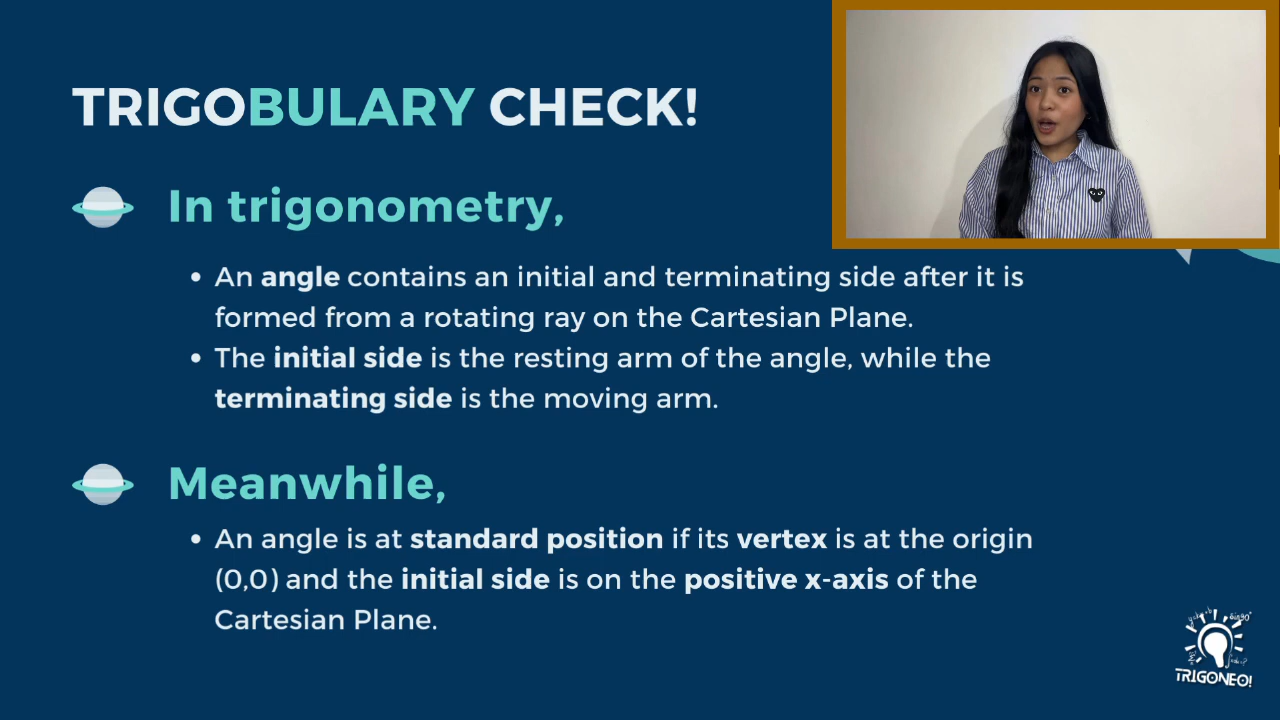 TRIGOBULARY CHECK!
In trigonometry,
• An angle contains an initial and terminating side after it is
formed from a rotating ray on the Cartesian Plane.
• The initial side is the resting arm of the angle, while the
terminating side is the moving arm.
Meanwhile,
• An angle is at standard position if its vertex is at the origin
(0,0) and the initial side is on the positive x-axis of the
Cartesian Plane.
TRIGONEO!